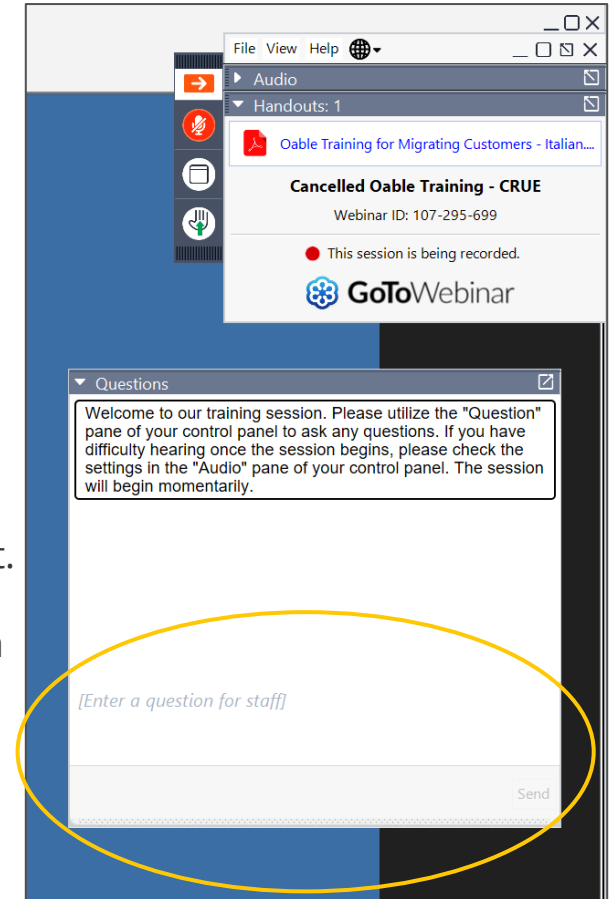 File View Help
Audio
Handouts: 1
Oable Training for Migrating Customers - Italian....
Cancelled Oable Training - CRUE
Webinar ID: 107-295-699
This session is being recorded.
GoToWebinar
Questions
Welcome to our training session. Please utilize the "Question"
pane of your control panel to ask any questions. If you have
difficulty hearing once the session begins, please check the
settings in the "Audio" pane of your control panel. The session
will begin momentarily.
[Enter a question for staff]
Send